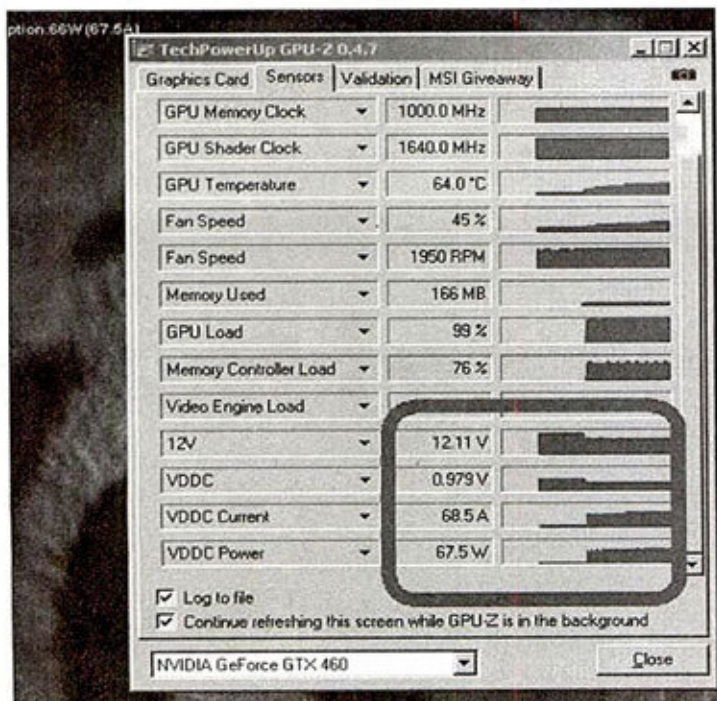 ption:66W(67.5A)
TechPowerUp GPU-Z 0.4.7
Graphics Card Sensors Validation MSI Giveaway
GPU Memory Clock 1000.0 MHz
GPU Shader Clock 1640.0 MHz
GPU Temperature 64.0 °C
Fan Speed 45 %
Fan Speed 1950 RPM
Memory Used 166 MB
GPU Load 99 %
Memory Controller Load 76 %
Video Engine Load
12V 12.11 V
VDDC 0.979 V
VDDC Current 68.5 A
VDDC Power 67.5 W
Log to file
Continue refreshing this screen while GPU-Z is in the background
NVIDIA GeForce GTX 460 Close